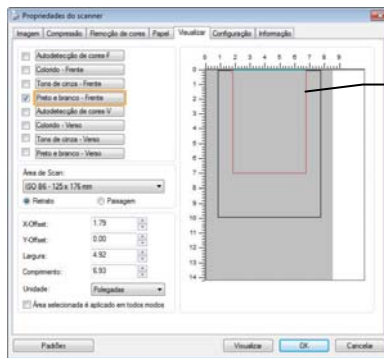 Propriedades do scanner
Imagem Compressão Remoção de cores Papel Visualizar Configuração Informação
Autodetecção de cores F
Colorido - Frente
Tons de cinza - Frente
Preto e branco - Frente
Autodetecção de cores V
Colorido - Verso
Tons de cinza - Verso
Preto e branco - Verso
Área de Scan:
ISO B6 - 125 x 176 mm
Retrato Paisagem
X-Offset: 1.79
Y-Offset: 0.00
Largura: 4.92
Comprimento: 6.93
Unidade: Polegadas
Área selecionada é aplicado em todos modos
0 1 2 3 4 5 6 7 8 9
0
1
2
3
4
5
6
7
8
9
10
11
12
13
14
Padrões Visualiza OK Cancela